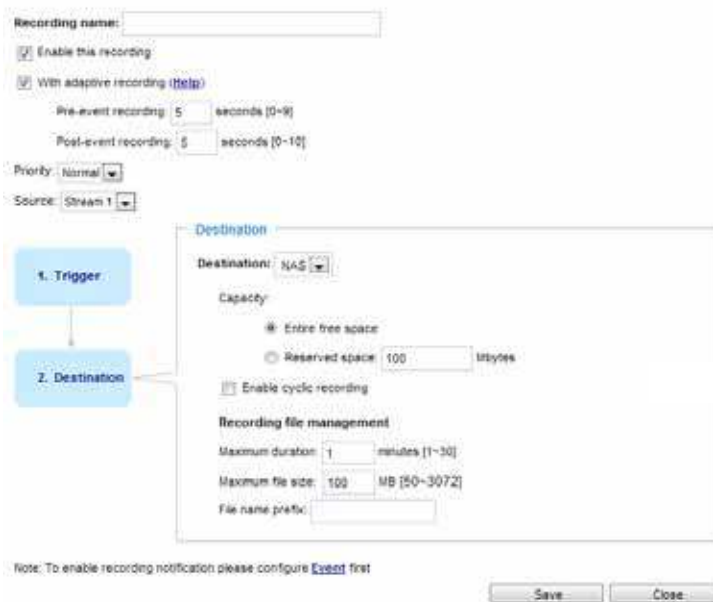 Recording name:
Enable this recording
With adaptive recording (Help)
Pre-event recording: 5 seconds [0~9]
Post-event recording: 5 seconds [0~10]
Priority: Normal
Source: Stream 1
Destination
1. Trigger
Destination: NAS
Capacity:
Entire free space
Reserved space: 100 Mbytes
2. Destination
Enable cyclic recording
Recording file management
Maximum duration: 1 minutes [1~30]
Maximum file size: 100 MB [50~3072]
File name prefix:
Note: To enable recording notification please configure Event first
Save Close